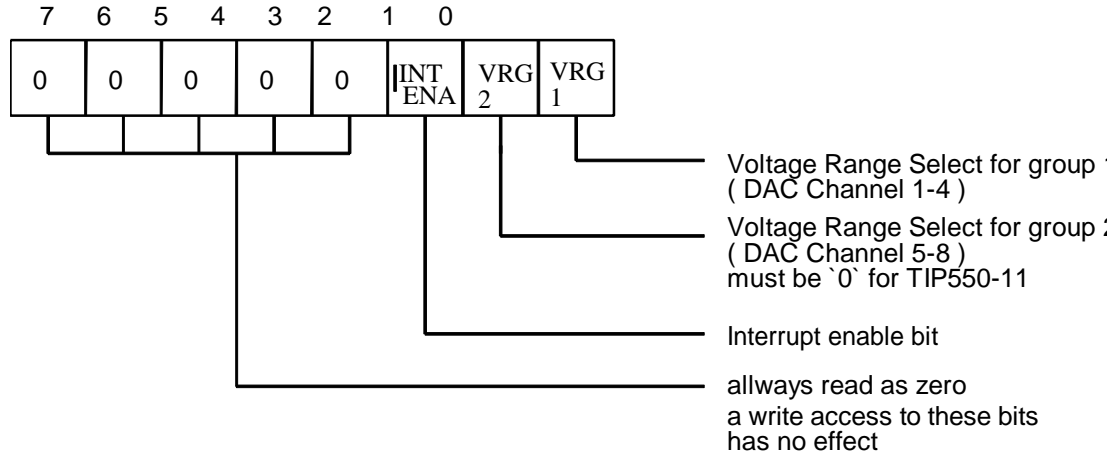 7 6 5 4 3 2 1 0
0 0 0 0 0 INT ENA VRG 2 VRG 1
Voltage Range Select for group 1
( DAC Channel 1-4 )
Voltage Range Select for group 2
( DAC Channel 5-8 )
must be `0` for TIP550-11
Interrupt enable bit
allways read as zero
a write access to these bits
has no effect